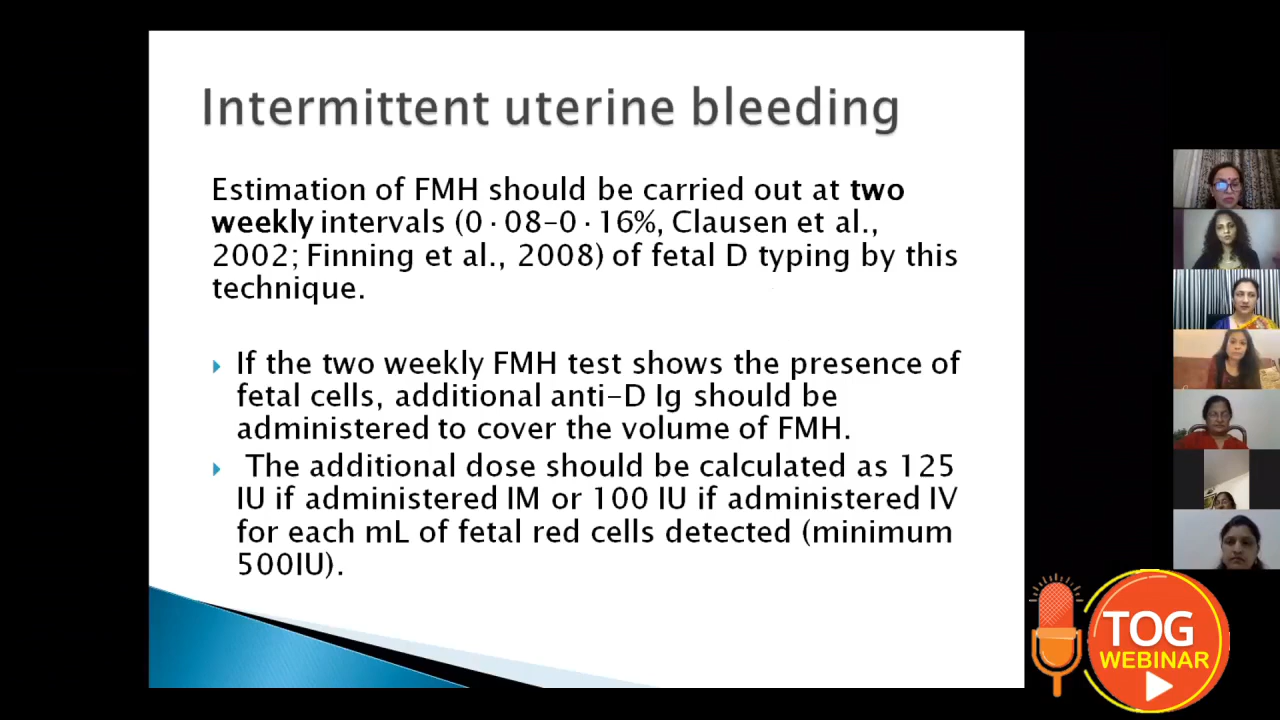 Intermittent uterine bleeding
Estimation of FMH should be carried out at two
weekly intervals (0·08–0·16%, Clausen et al.,
2002; Finning et al., 2008) of fetal D typing by this
technique.
If the two weekly FMH test shows the presence of
fetal cells, additional anti-D Ig should be
administered to cover the volume of FMH.
The additional dose should be calculated as 125
IU if administered IM or 100 IU if administered IV
for each mL of fetal red cells detected (minimum
500IU).
TOG
WEBINAR